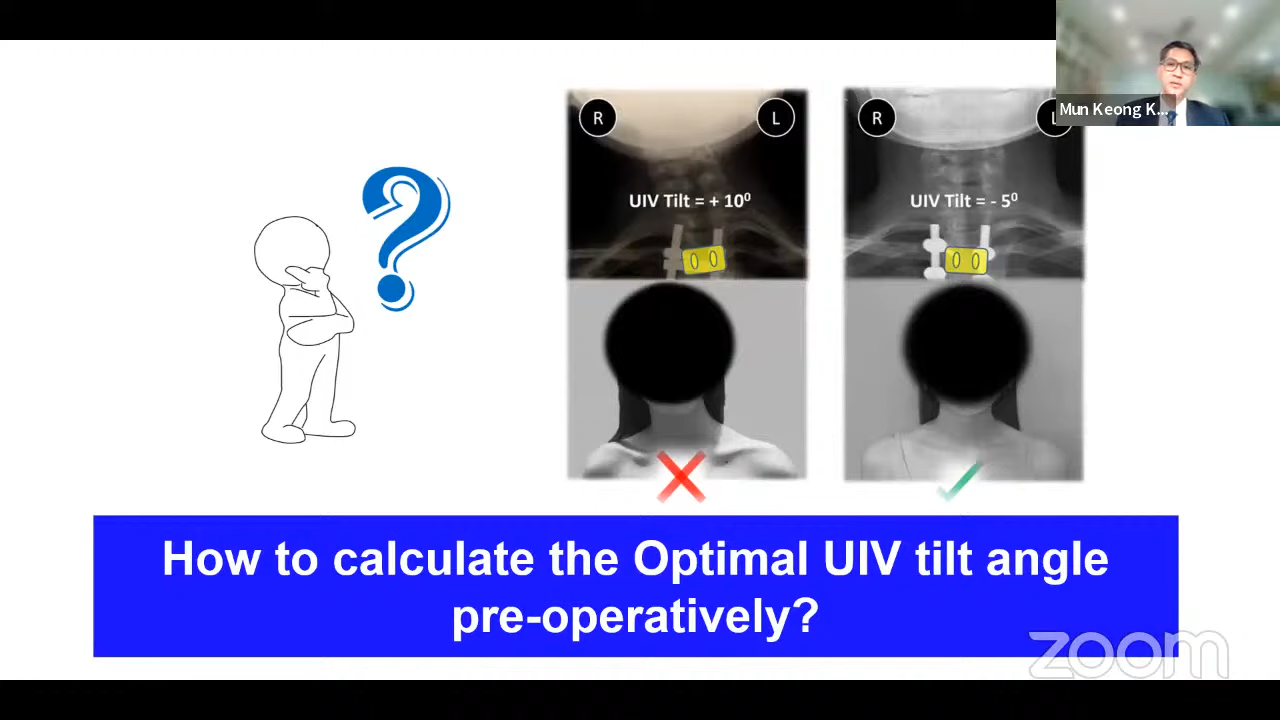 Mun Keong K...
R
L
R
L
UIV Tilt = + 10⁰
UIV Tilt = - 5⁰
?
How to calculate the Optimal UIV tilt angle
pre-operatively?
zoom